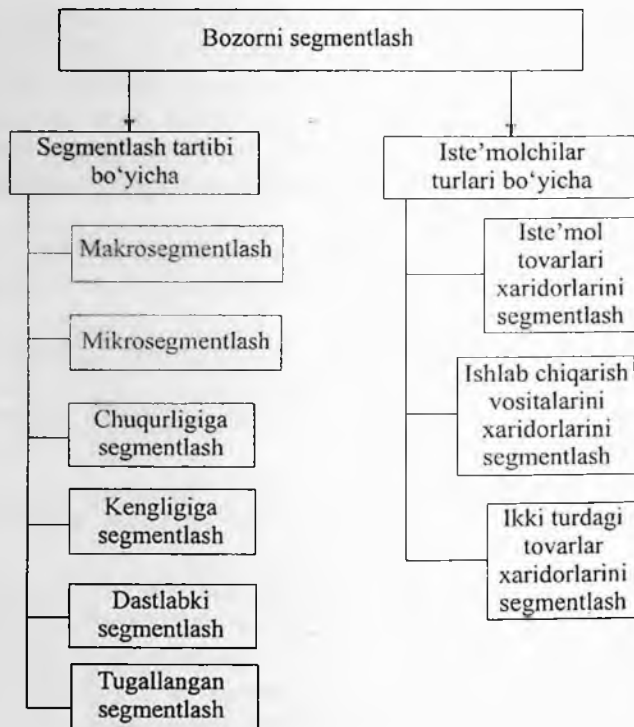 Bozorni segmentlash
Segmentlash tartibi
bo‘yicha
Makrosegmentlash
Mikrosegmentlash
Chuqurligiga
segmentlash
Kengligiga
segmentlash
Dastlabki
segmentlash
Tugallangan
segmentlash
Iste’molchilar
turlari bo‘yicha
Iste’mol
tovarlari
xaridorlarini
segmentlash
Ishlab chiqarish
vositalarini
xaridorlarini
segmentlash
Ikki turdagi
tovarlar
xaridorlarini
segmentlash